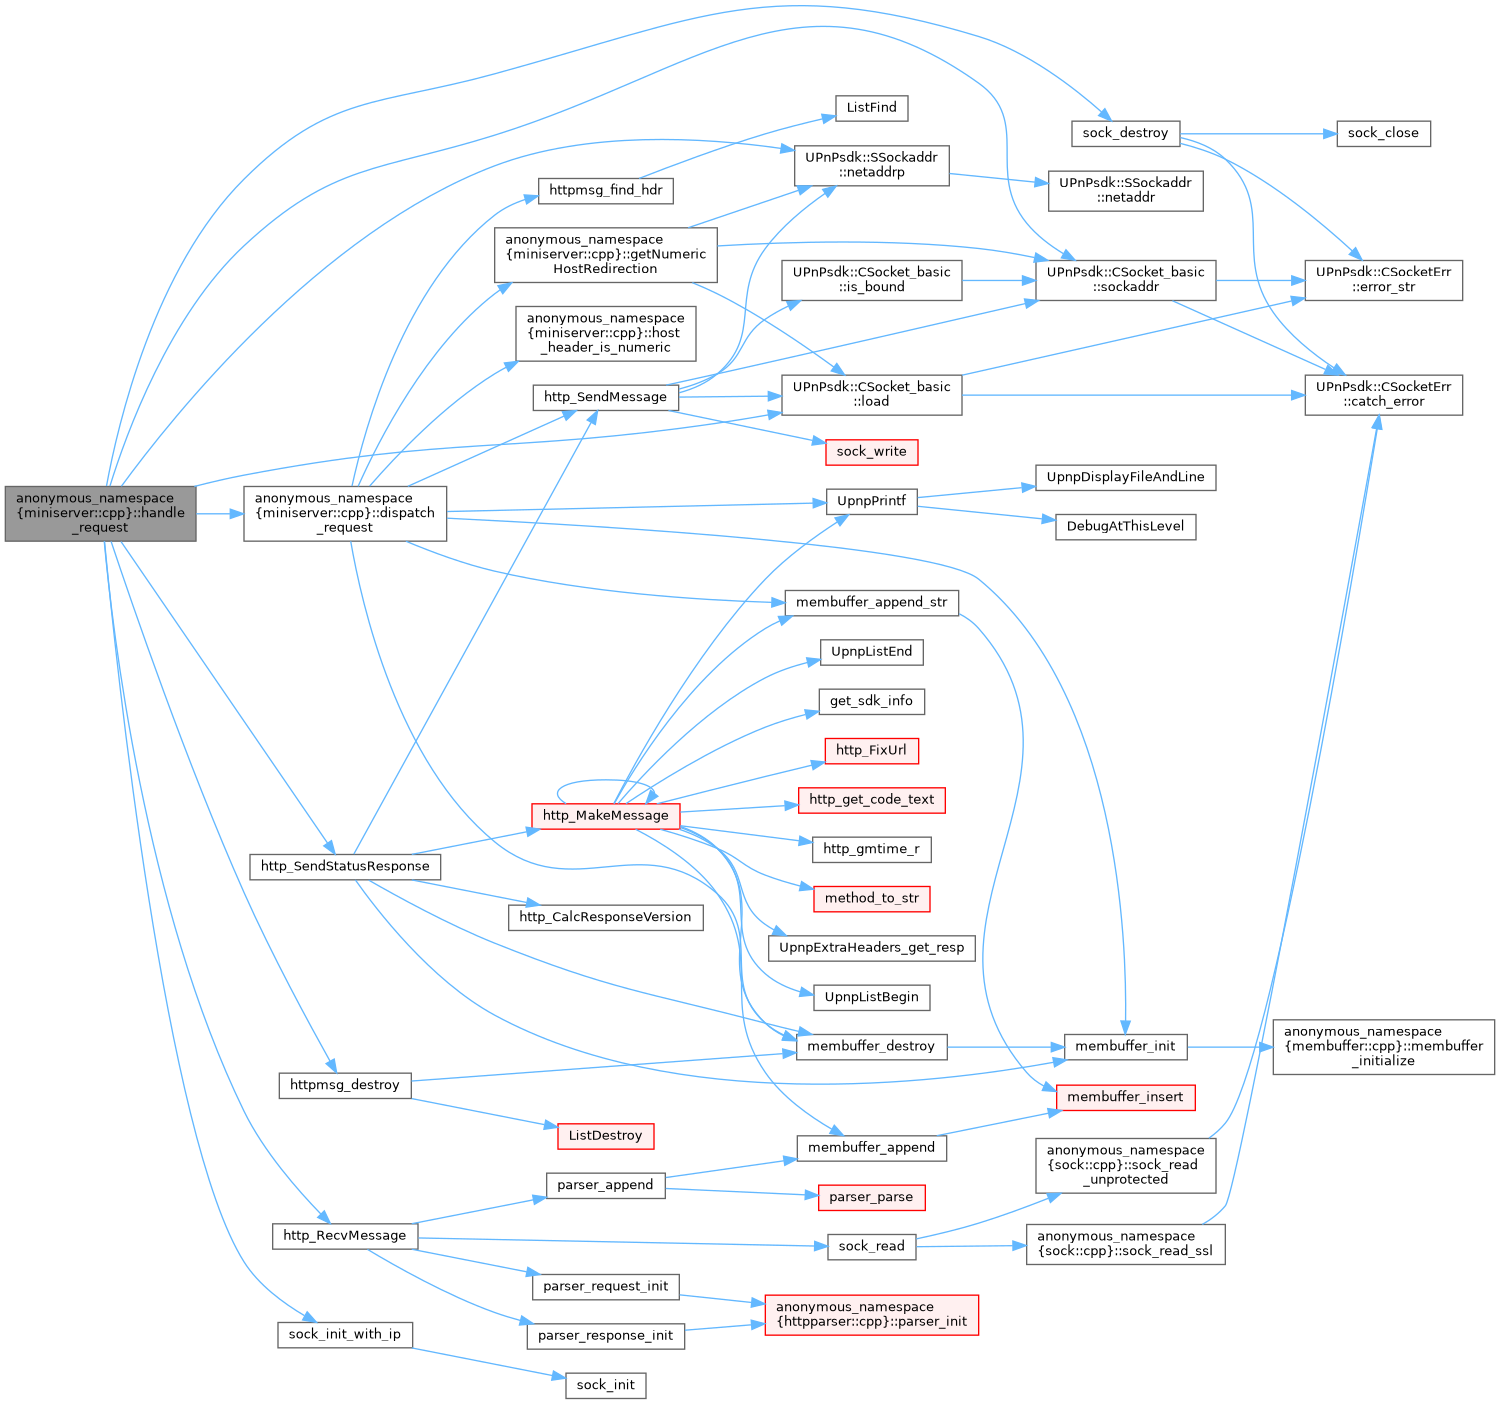 anonymous_namespace
{miniserver::cpp}::handle
_request
anonymous_namespace
{miniserver::cpp}::dispatch
_request
http_SendStatusResponse
httpmsg_destroy
http_RecvMessage
sock_init_with_ip
httpmsg_find_hdr
anonymous_namespace
{miniserver::cpp}::getNumeric
HostRedirection
anonymous_namespace
{miniserver::cpp}::host
_header_is_numeric
http_SendMessage
http_MakeMessage
http_CalcResponseVersion
ListDestroy
parser_append
parser_request_init
parser_response_init
sock_init
ListFind
UPnPsdk::SSockaddr
::netaddrp
UPnPsdk::CSocket_basic
::is_bound
UPnPsdk::CSocket_basic
::load
sock_write
UpnpPrintf
membuffer_append_str
UpnpListEnd
get_sdk_info
http_FixUrl
http_get_code_text
http_gmtime_r
method_to_str
UpnpExtraHeaders_get_resp
UpnpListBegin
membuffer_destroy
membuffer_append
parser_parse
sock_read
anonymous_namespace
{httpparser::cpp}::parser_init
sock_destroy
UPnPsdk::SSockaddr
::netaddr
UPnPsdk::CSocket_basic
::sockaddr
UpnpDisplayFileAndLine
DebugAtThisLevel
membuffer_init
membuffer_insert
anonymous_namespace
{sock::cpp}::sock_read
_unprotected
anonymous_namespace
{sock::cpp}::sock_read_ssl
sock_close
UPnPsdk::CSocketErr
::error_str
UPnPsdk::CSocketErr
::catch_error
anonymous_namespace
{membuffer::cpp}::membuffer
_initialize